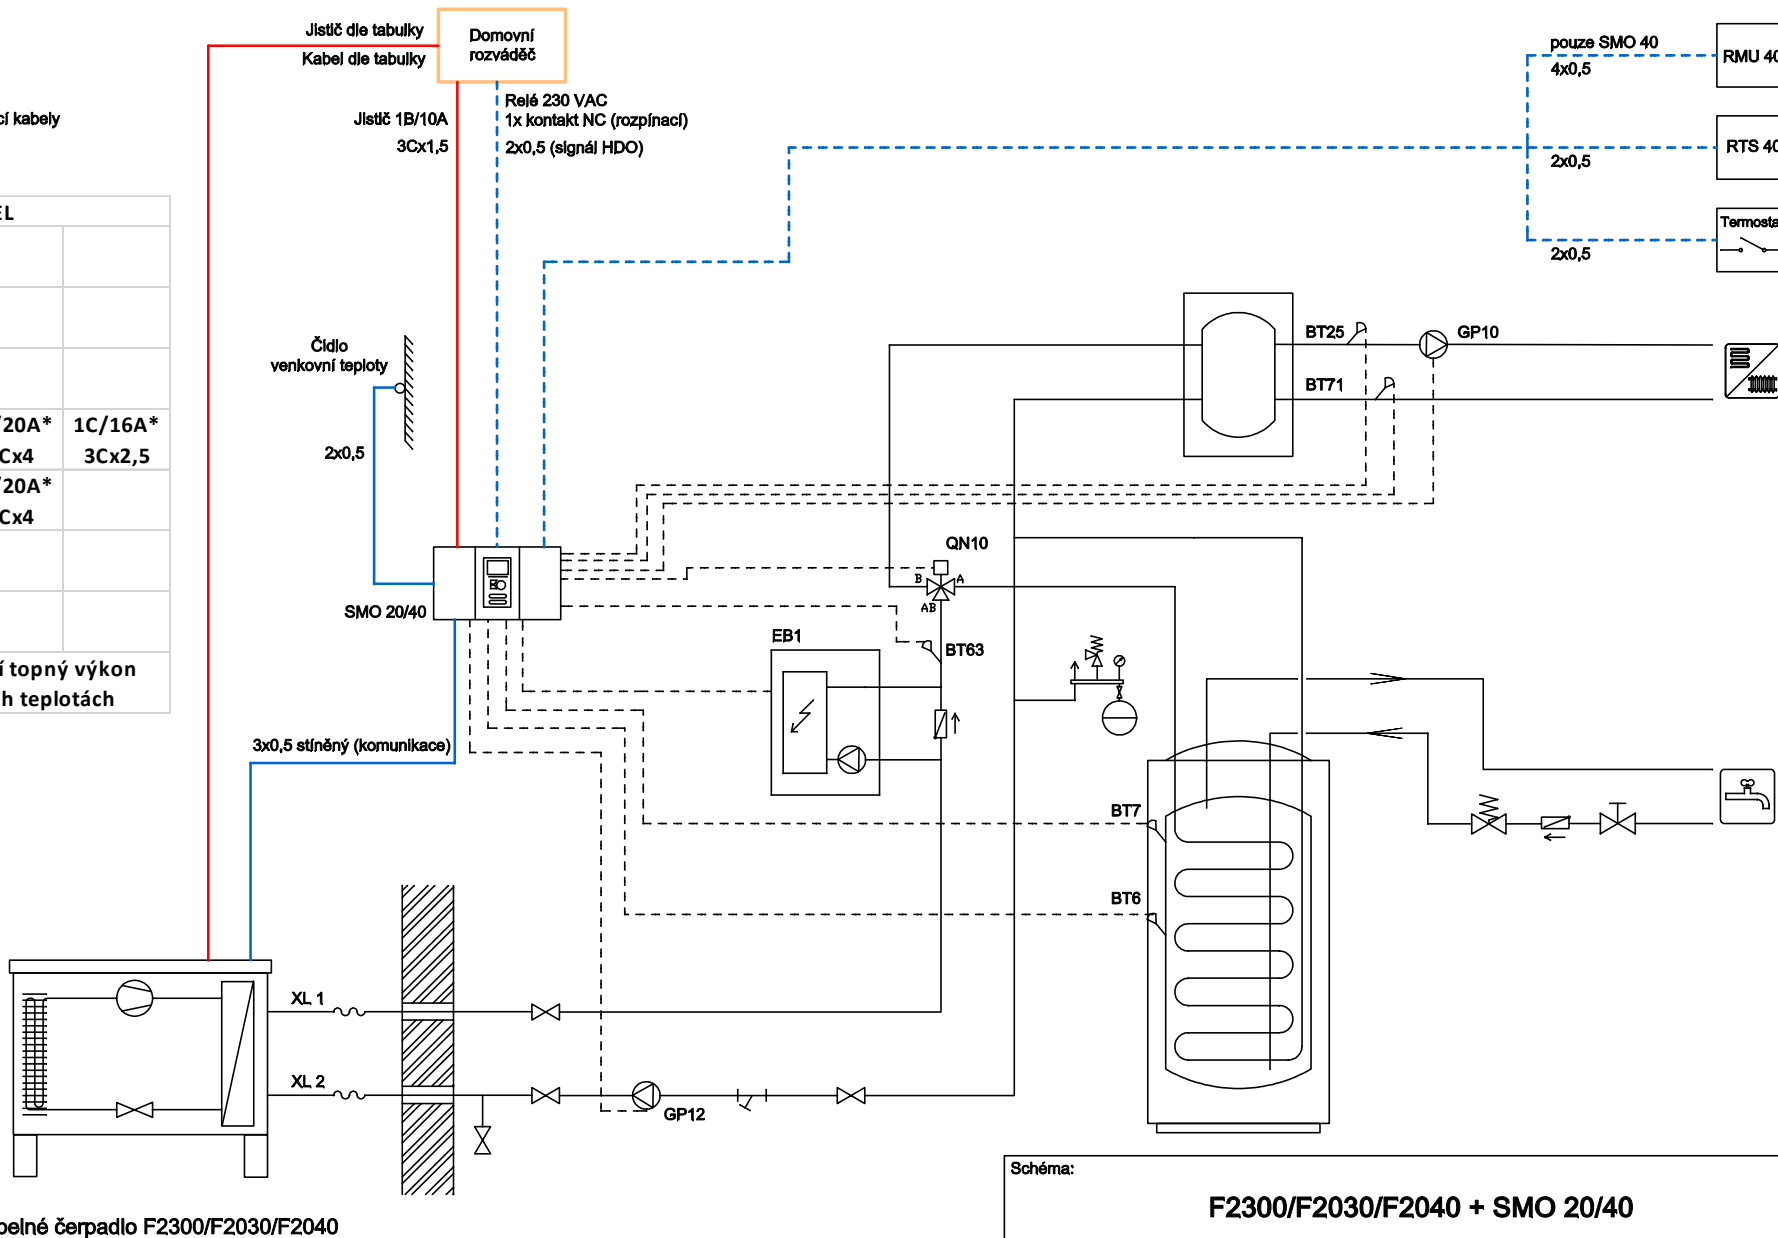 Jistič dle tabulky
Kabel dle tabulky
Domovní
rozváděč
pouze SMO 40
4x0,5
RMU 40
Relé 230 VAC
1x kontakt NC (rozpínací)
2x0,5 (signál HDO)
Jistič 1B/10A
3Cx1,5
kabely
RTS 40
2x0,5
2x0,5
Čidlo
venkovní teploty
2x0,5
BT25
GP10
BT71
20A*
1C/16A*
Cx4
3Cx2,5
20A*
Cx4
topný výkon
teplotách
SMO 20/40
QN10
B
A
AB
BT63
EB1
3x0,5 stíněný (komunikace)
BT7
BT6
XL 1
XL 2
GP12
čerpadlo F2300/F2030/F2040
Schéma:
F2300/F2030/F2040 + SMO 20/40